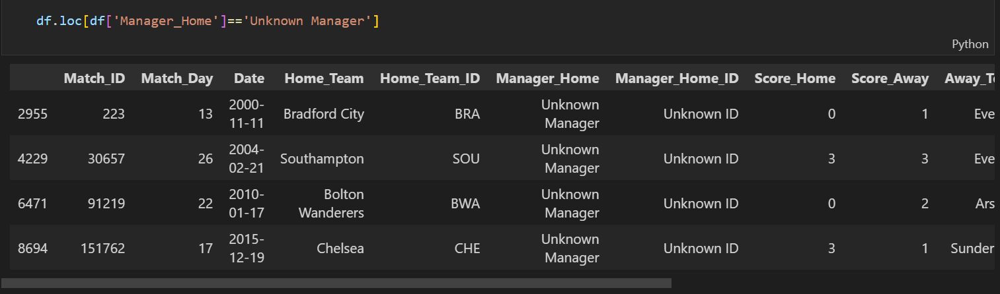 df.loc[df['Manager_Home']=='Unknown Manager']
Python
Match_ID Match_Day Date Home_Team Home_Team_ID Manager_Home Manager_Home_ID Score_Home Score_Away Away_Te
2955 223 13 2000-11-11 Bradford City BRA Unknown Manager Unknown ID 0 1 Eve
4229 30657 26 2004-02-21 Southampton SOU Unknown Manager Unknown ID 3 3 Eve
6471 91219 22 2010-01-17 Bolton Wanderers BWA Unknown Manager Unknown ID 0 2 Ars
8694 151762 17 2015-12-19 Chelsea CHE Unknown Manager Unknown ID 3 1 Sunder